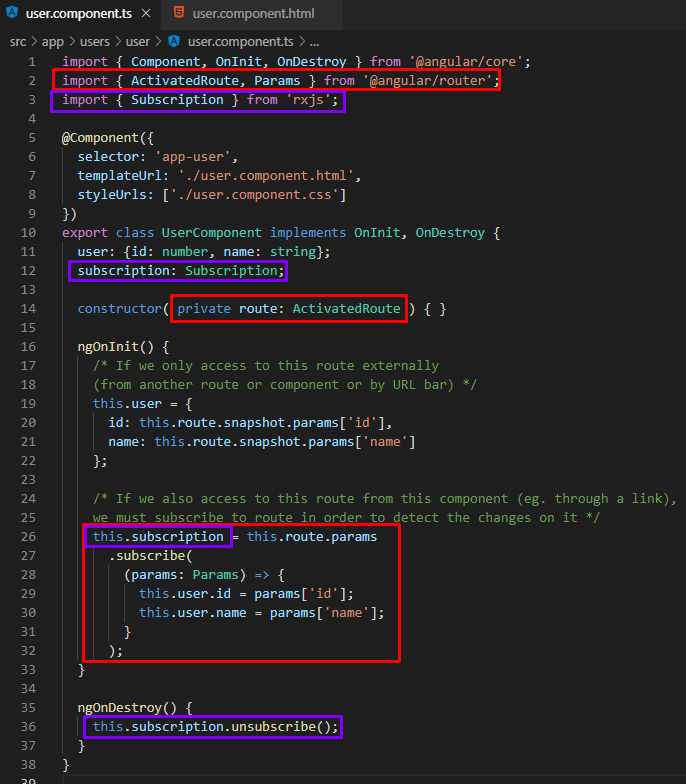 user.component.ts × user.component.html
src > app > users > user > user.component.ts > ...
1 import { Component, OnInit, OnDestroy } from '@angular/core';
2 import { ActivatedRoute, Params } from '@angular/router';
3 import { Subscription } from 'rxjs';
4
5 @Component({
6   selector: 'app-user',
7   templateUrl: './user.component.html',
8   styleUrls: ['./user.component.css']
9 })
10 export class UserComponent implements OnInit, OnDestroy {
11   user: {id: number, name: string};
12   subscription: Subscription;
13
14   constructor( private route: ActivatedRoute ) { }
15
16   ngOnInit() {
17     /* If we only access to this route externally
18     (from another route or component or by URL bar) */
19     this.user = {
20       id: this.route.snapshot.params['id'],
21       name: this.route.snapshot.params['name']
22     };
23
24     /* If we also access to this route from this component (eg. through a link),
25     we must subscribe to route in order to detect the changes on it */
26     this.subscription = this.route.params
27       .subscribe(
28         (params: Params) => {
29           this.user.id = params['id'];
30           this.user.name = params['name'];
31         }
32       );
33   }
34
35   ngOnDestroy() {
36     this.subscription.unsubscribe();
37   }
38 }
39